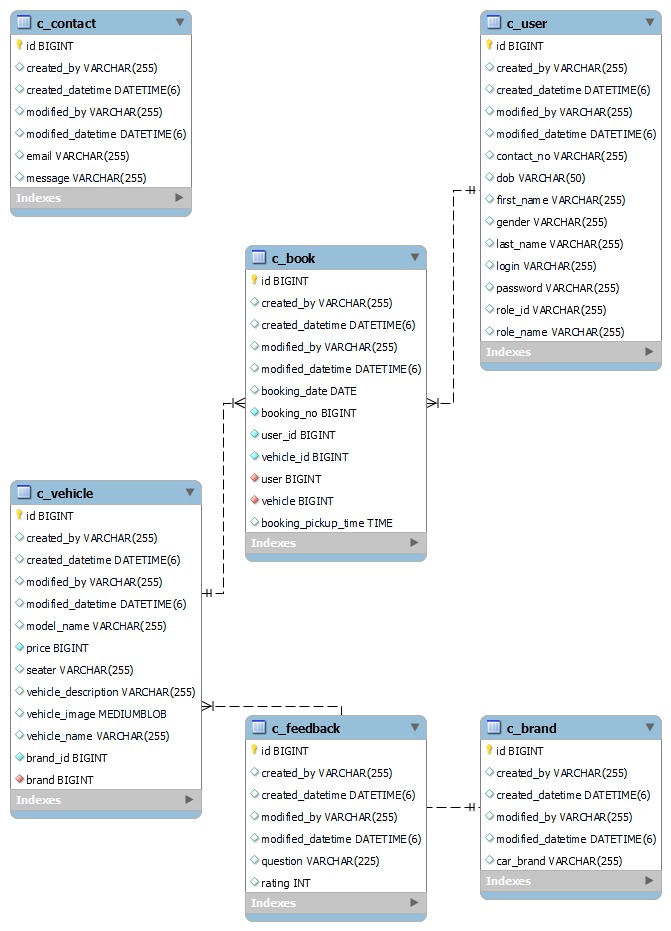 c_contact
id BIGINT
created_by VARCHAR(255)
created_datetime DATETIME(6)
modified_by VARCHAR(255)
modified_datetime DATETIME(6)
email VARCHAR(255)
message VARCHAR(255)
Indexes
c_user
id BIGINT
created_by VARCHAR(255)
created_datetime DATETIME(6)
modified_by VARCHAR(255)
modified_datetime DATETIME(6)
contact_no VARCHAR(255)
dob VARCHAR(50)
first_name VARCHAR(255)
gender VARCHAR(255)
last_name VARCHAR(255)
login VARCHAR(255)
password VARCHAR(255)
role_id VARCHAR(255)
role_name VARCHAR(255)
Indexes
c_book
id BIGINT
created_by VARCHAR(255)
created_datetime DATETIME(6)
modified_by VARCHAR(255)
modified_datetime DATETIME(6)
booking_date DATE
booking_no BIGINT
user_id BIGINT
vehicle_id BIGINT
user BIGINT
vehicle BIGINT
booking_pickup_time TIME
Indexes
c_vehicle
id BIGINT
created_by VARCHAR(255)
created_datetime DATETIME(6)
modified_by VARCHAR(255)
modified_datetime DATETIME(6)
model_name VARCHAR(255)
price BIGINT
seater VARCHAR(255)
vehicle_description VARCHAR(255)
vehicle_image MEDIUMBLOB
vehicle_name VARCHAR(255)
brand_id BIGINT
brand BIGINT
Indexes
c_feedback
id BIGINT
created_by VARCHAR(255)
created_datetime DATETIME(6)
modified_by VARCHAR(255)
modified_datetime DATETIME(6)
question VARCHAR(225)
rating INT
Indexes
c_brand
id BIGINT
created_by VARCHAR(255)
created_datetime DATETIME(6)
modified_by VARCHAR(255)
modified_datetime DATETIME(6)
car_brand VARCHAR(255)
Indexes